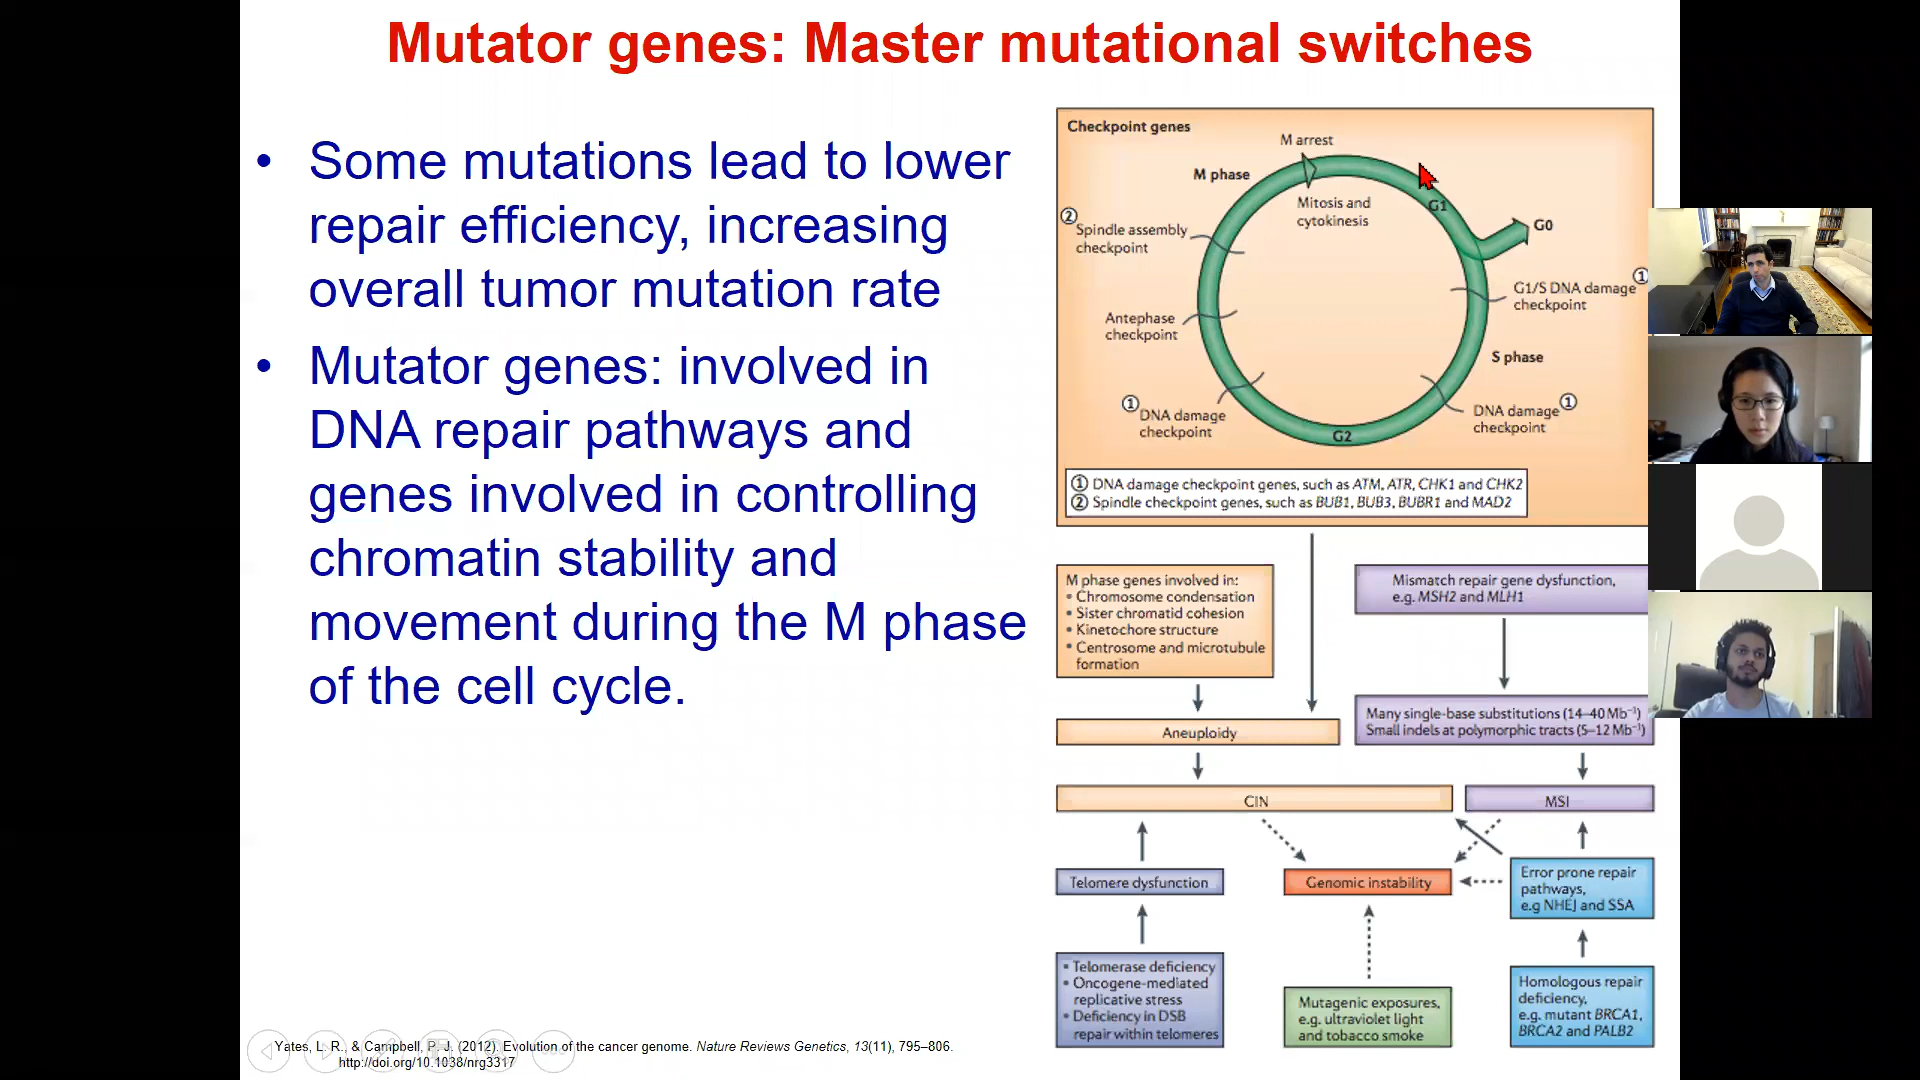 Mutator genes: Master mutational switches
• Some mutations lead to lower
repair efficiency, increasing
overall tumor mutation rate
• Mutator genes: involved in
DNA repair pathways and
genes involved in controlling
chromatin stability and
movement during the M phase
of the cell cycle.
Yates, L. R., & Campbell, P. J. (2012). Evolution of the cancer genome. Nature Reviews Genetics, 13(11), 795–806.
http://doi.org/10.1038/nrg3317
Checkpoint genes
M arrest
M phase
Mitosis and
cytokinesis
G1
G0
② Spindle assembly
checkpoint
G1/S DNA damage ①
checkpoint
Antephase
checkpoint
S phase
① DNA damage
checkpoint
G2
DNA damage ①
checkpoint
① DNA damage checkpoint genes, such as ATM, ATR, CHK1 and CHK2
② Spindle checkpoint genes, such as BUB1, BUB3, BUBR1 and MAD2
M phase genes involved in:
• Chromosome condensation
• Sister chromatid cohesion
• Kinetochore structure
• Centrosome and microtubule
formation
Mismatch repair gene dysfunction,
e.g. MSH2 and MLH1
Aneuploidy
Many single-base substitutions (14–40 Mb⁻¹)
Small indels at polymorphic tracts (5–12 Mb⁻¹)
CIN
MSI
Telomere dysfunction
Genomic instability
Error prone repair
pathways,
e.g NHEJ and SSA
• Telomerase deficiency
• Oncogene-mediated
replicative stress
• Deficiency in DSB
repair within telomeres
Mutagenic exposures,
e.g. ultraviolet light
and tobacco smoke
Homologous repair
deficiency,
e.g. mutant BRCA1,
BRCA2 and PALB2